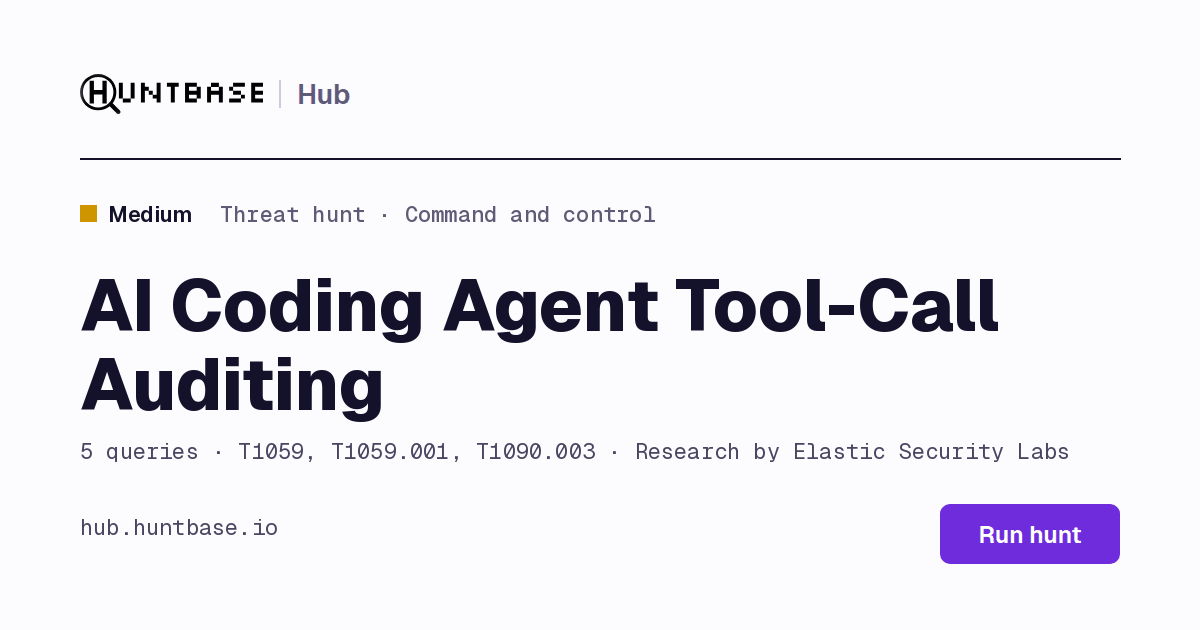 HUNTBASE | Hub
Medium Threat hunt · Command and control
AI Coding Agent Tool-Call
Auditing
5 queries · T1059, T1059.001, T1090.003 · Research by Elastic Security Labs
hub.huntbase.io
Run hunt